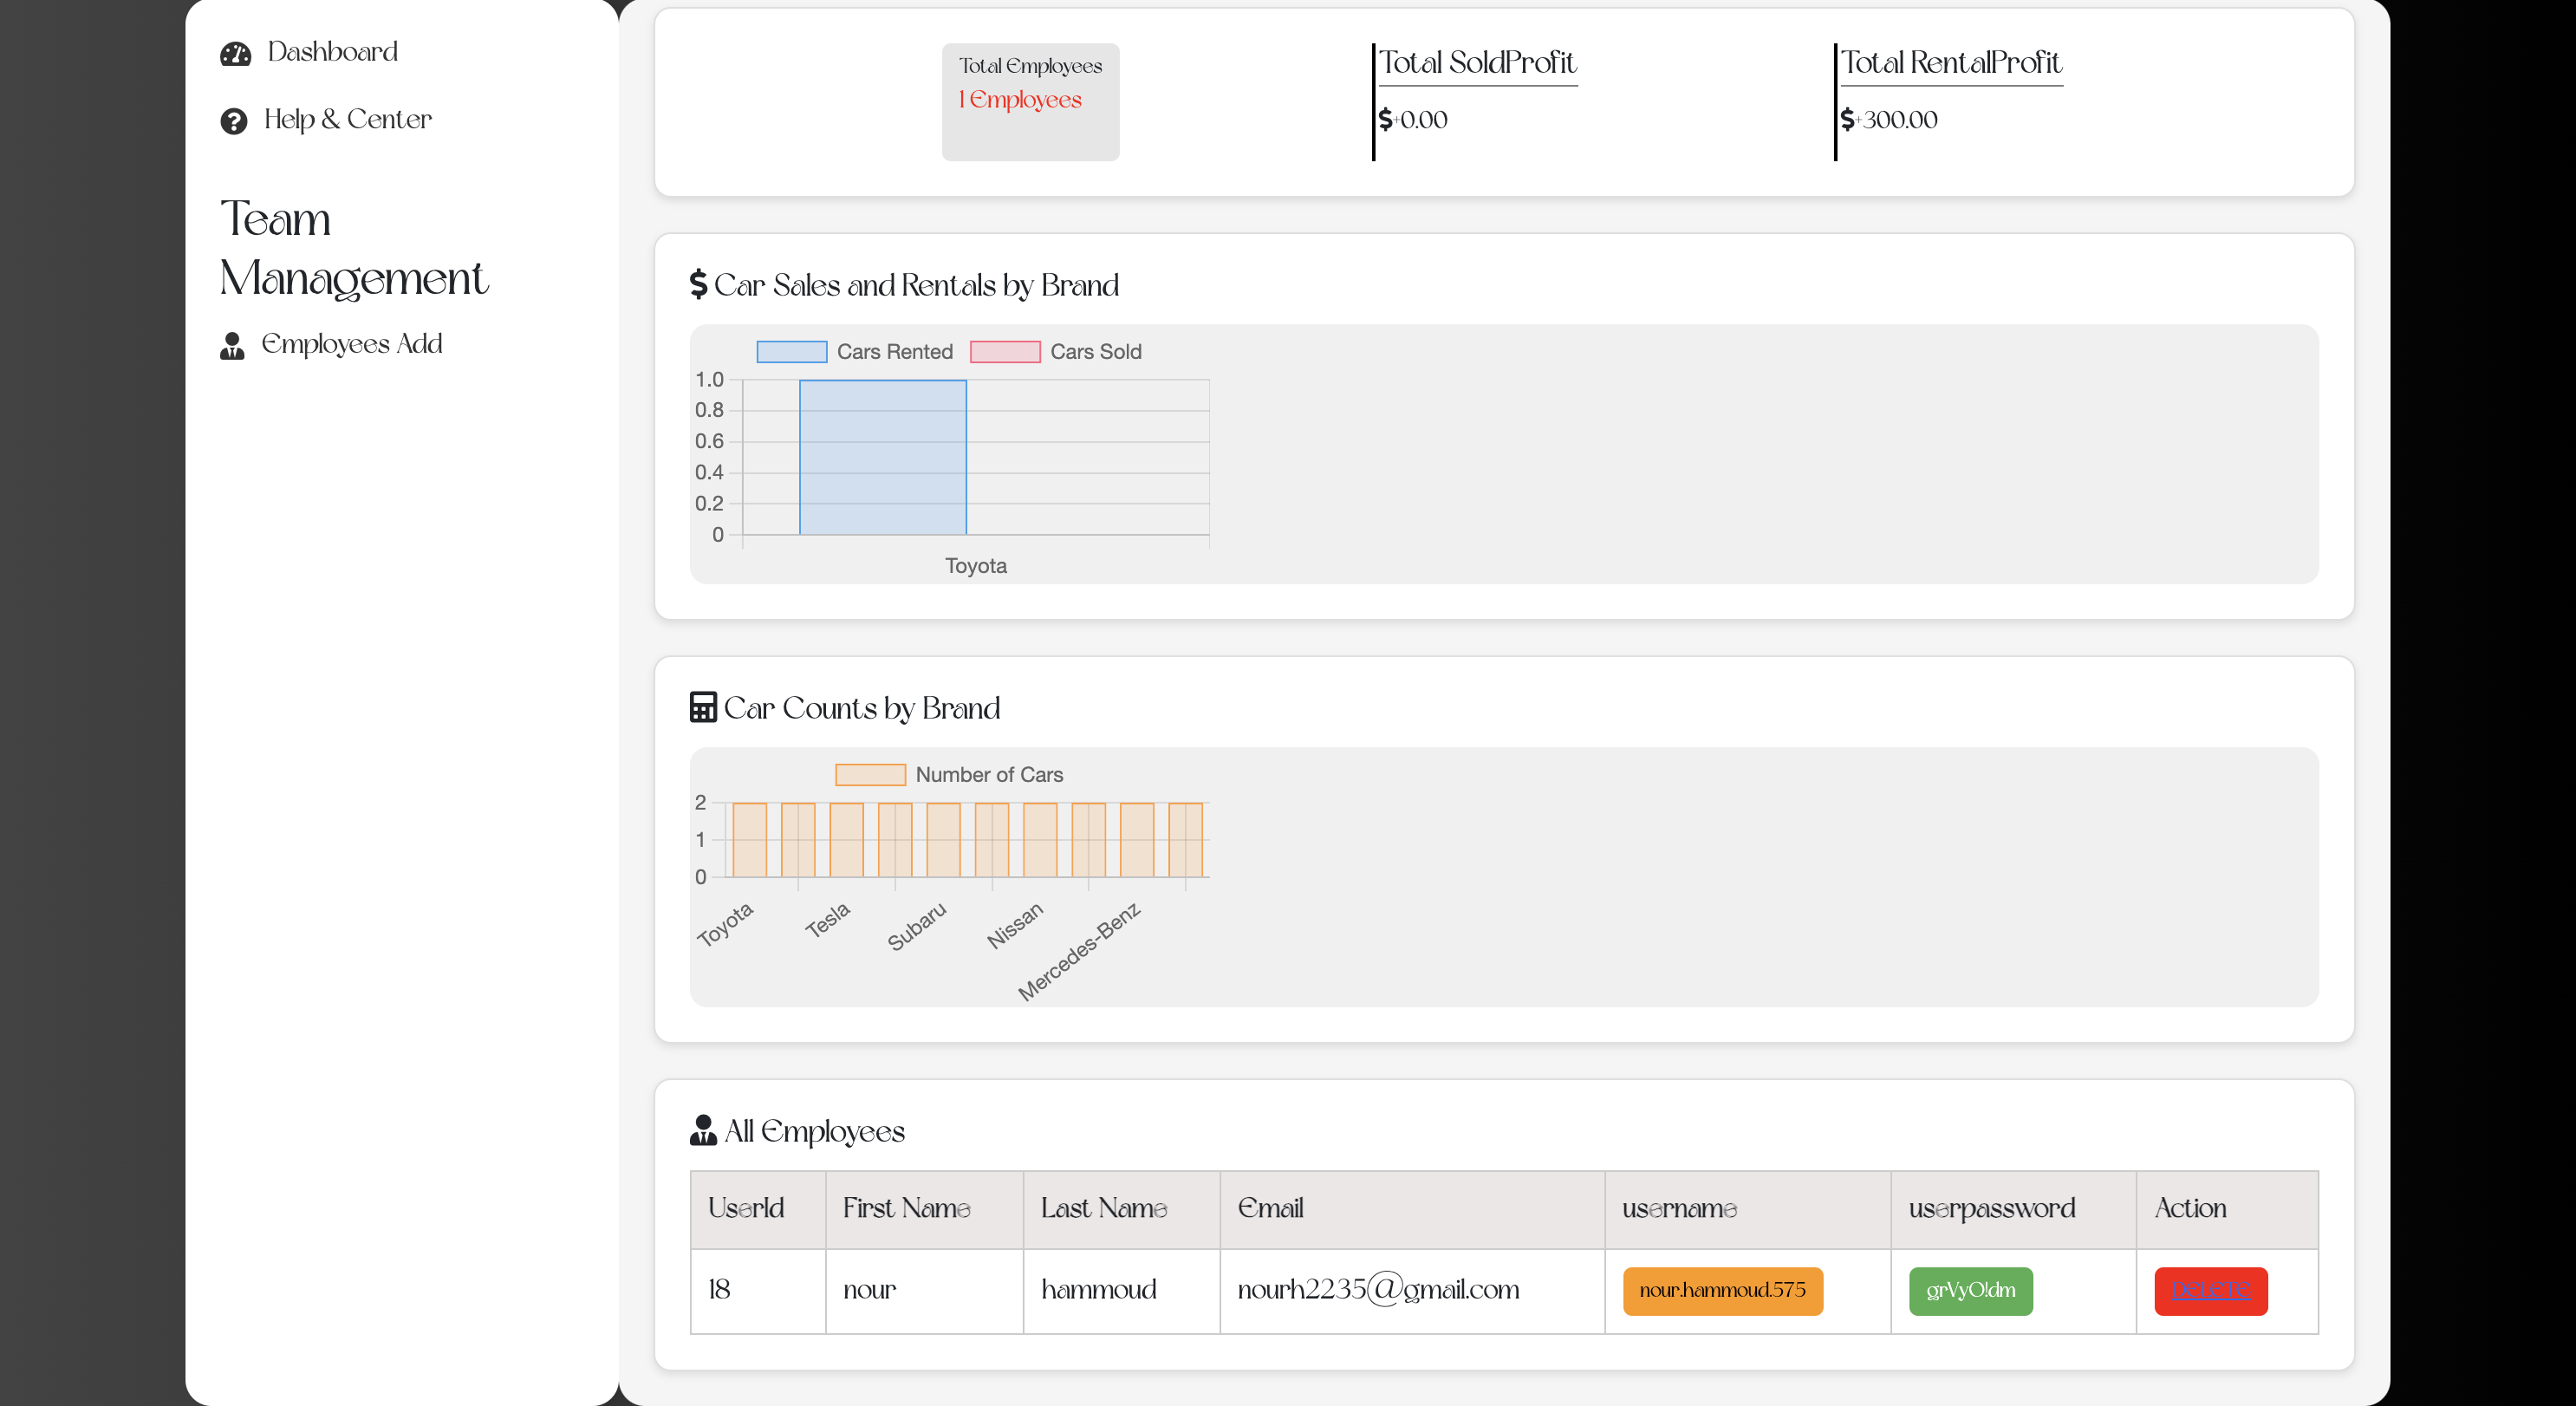 Dashboard
Help & Center
Team
Management
Employees Add
Total Employees
1 Employees
Total SoldProfit
$+0.00
Total RentalProfit
$+300.00
$ Car Sales and Rentals by Brand
Cars Rented
Cars Sold
1.0
0.8
0.6
0.4
0.2
0
Toyota
Car Counts by Brand
Number of Cars
2
1
0
Toyota
Tesla
Subaru
Nissan
Mercedes-Benz
All Employees
UserId First Name Last Name Email username userpassword Action
18 nour hammoud nourh2235@gmail.com nour.hammoud.575 grVyO!dm DELETE